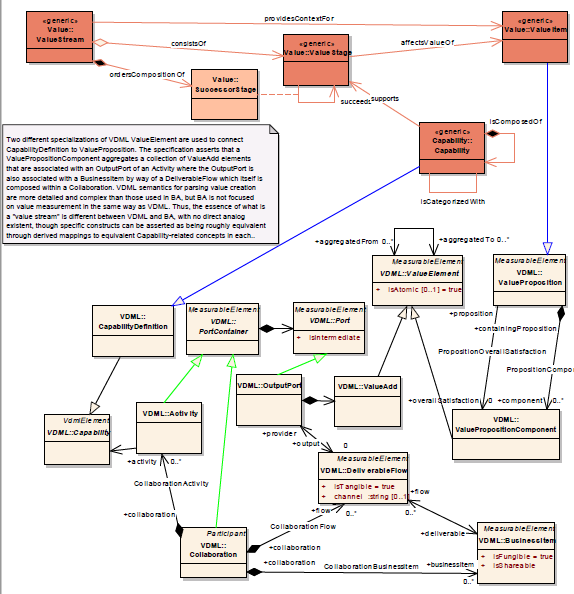 «generic»
Value::
ValueStream
providesContextFor
«generic»
Value::ValueItem
consistsOf
«generic»
Value::ValueStage
affectsValueOf
ordersComposition Of
Value::
SuccessorStage
succeeds
supports
«generic»
Capability::
Capability
isComposedOf
isCategorizedWith
Two different specializations of VDML ValueElement are used to connect
CapabilityDefinition to ValueProposition. The specification asserts that a
ValuePropositionComponent aggregates a collection of ValueAdd elements
that are associated with an OutputPort of an Activity where the OutputPort is
also associated with a BusinessItem by way of a DeliverableFlow which itself is
composed within a Collaboration. VDML semantics for parsing value creation
are more detailed and complex than those used in BA, but BA is not focused
on value measurement in the same way as VDML. Thus, the essence of what is
a "value stream" is different between VDML and BA, with no direct analog
existent, though specific constructs can be asserted as being roughly equivalent
through derived mappings to equivalent Capability-related concepts in each..
+aggregatedFrom 0..*
+aggregatedTo 0..*
MeasurableElement
VDML::ValueElement
+ isAtomic [0..1] = true
MeasurableElement
VDML::
ValueProposition
VDML::
CapabilityDefinition
MeasurableElement
VDML::
PortContainer
MeasurableElement
VDML::Port
+ isIntermediate
+proposition
+containingProposition
PropositionOverallSatisfaction
PropositionCompo
VDML::OutputPort
VDML::ValueAdd
VdmlElement
VDML::Capability
VDML::Activity
+overallSatisfaction
0
+component
0..*
VDML::
ValuePropositionComponent
+provider
+output
0
+activity
0..*
CollaborationActivity
MeasurableElement
VDML::DeliverableFlow
+ isTangible = true
+ channel :string [0..1]
+flow
0..*
+flow
0..*
+collaboration
CollaborationFlow
+collaboration
+deliverable
Participant
VDML::
Collaboration
MeasurableElement
VDML::BusinessItem
+ isFungible = true
+ isShareable
+collaboration
CollaborationBusinessItem
+businessItem
0..*